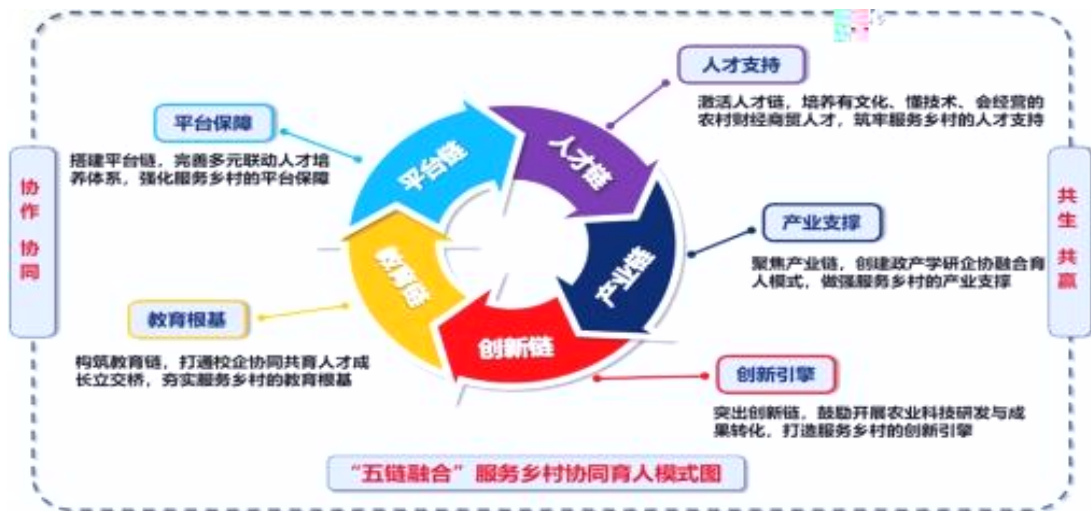 人才支持
激活人才链，培养有文化、懂技术、会经营的
农村财经商贸人才，筑牢服务乡村的人才支持
平台保障
搭建平台链，完善多元联动人才培
养体系，强化服务乡村的平台保障
平台链
人才链
协作 协同
共生 共赢
产业支撑
聚焦产业链，创建政产学研企协融合育
人模式，做强服务乡村的产业支撑
教育链
产业链
教育根基
构筑教育链，打通校企协同共育人才成
长立交桥，夯实服务乡村的教育根基
创新链
创新引擎
突出创新链，鼓励开展农业科技研发与成
果转化，打造服务乡村的创新引擎
“五链融合”服务乡村协同育人模式图